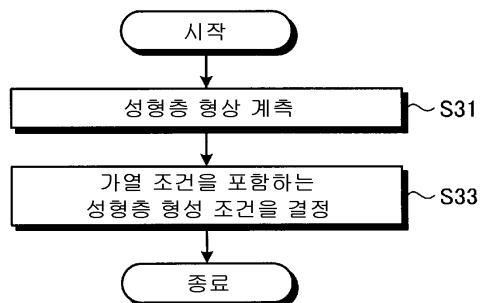 시작
성형층 형상 계측
S31
가열 조건을 포함하는
성형층 형성 조건을 결정
S33
종료